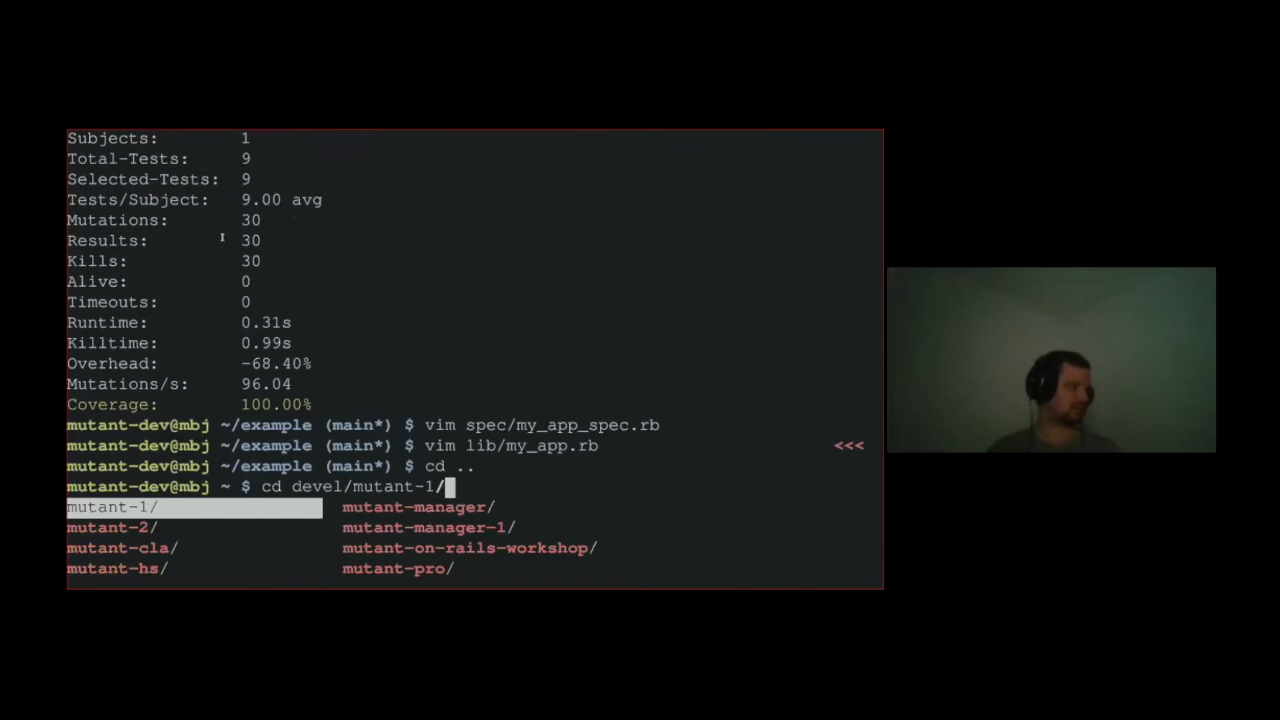 Subjects: 1
Total-Tests: 9
Selected-Tests: 9
Tests/Subject: 9.00 avg
Mutations: 30
Results: 30
Kills: 30
Alive: 0
Timeouts: 0
Runtime: 0.31s
Killtime: 0.99s
Overhead: -68.40%
Mutations/s: 96.04
Coverage: 100.00%
mutant-dev@mbj ~/example (main*) $ vim spec/my_app_spec.rb
mutant-dev@mbj ~/example (main*) $ vim lib/my_app.rb <<<
mutant-dev@mbj ~/example (main*) $ cd ..
mutant-dev@mbj ~ $ cd devel/mutant-1/
mutant-1/ mutant-manager/
mutant-2/ mutant-manager-1/
mutant-cla/ mutant-on-rails-workshop/
mutant-hs/ mutant-pro/